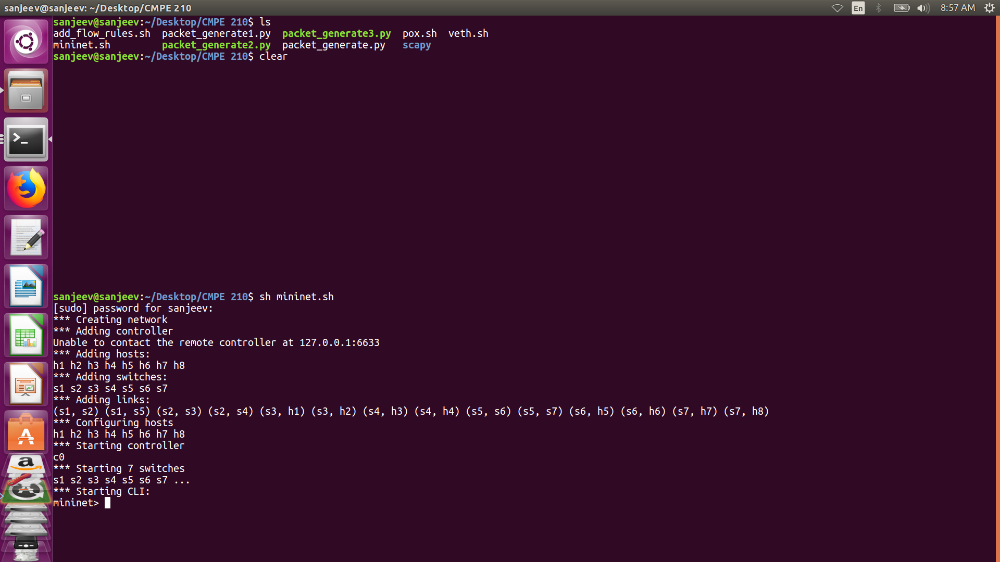 sanjeev@sanjeev: ~/Desktop/CMPE 210
En
8:57 AM
sanjeev@sanjeev:~/Desktop/CMPE 210$ ls
add_flow_rules.sh packet_generate1.py packet_generate3.py pox.sh veth.sh
mininet.sh packet_generate2.py packet_generate.py scapy
sanjeev@sanjeev:~/Desktop/CMPE 210$ clear
sanjeev@sanjeev:~/Desktop/CMPE 210$ sh mininet.sh
[sudo] password for sanjeev:
*** Creating network
*** Adding controller
Unable to contact the remote controller at 127.0.0.1:6633
*** Adding hosts:
h1 h2 h3 h4 h5 h6 h7 h8
*** Adding switches:
s1 s2 s3 s4 s5 s6 s7
*** Adding links:
(s1, s2) (s1, s5) (s2, s3) (s2, s4) (s3, h1) (s3, h2) (s4, h3) (s4, h4) (s5, s6) (s5, s7) (s6, h5) (s6, h6) (s7, h7) (s7, h8)
*** Configuring hosts
h1 h2 h3 h4 h5 h6 h7 h8
*** Starting controller
c0
*** Starting 7 switches
s1 s2 s3 s4 s5 s6 s7 ...
*** Starting CLI:
mininet>